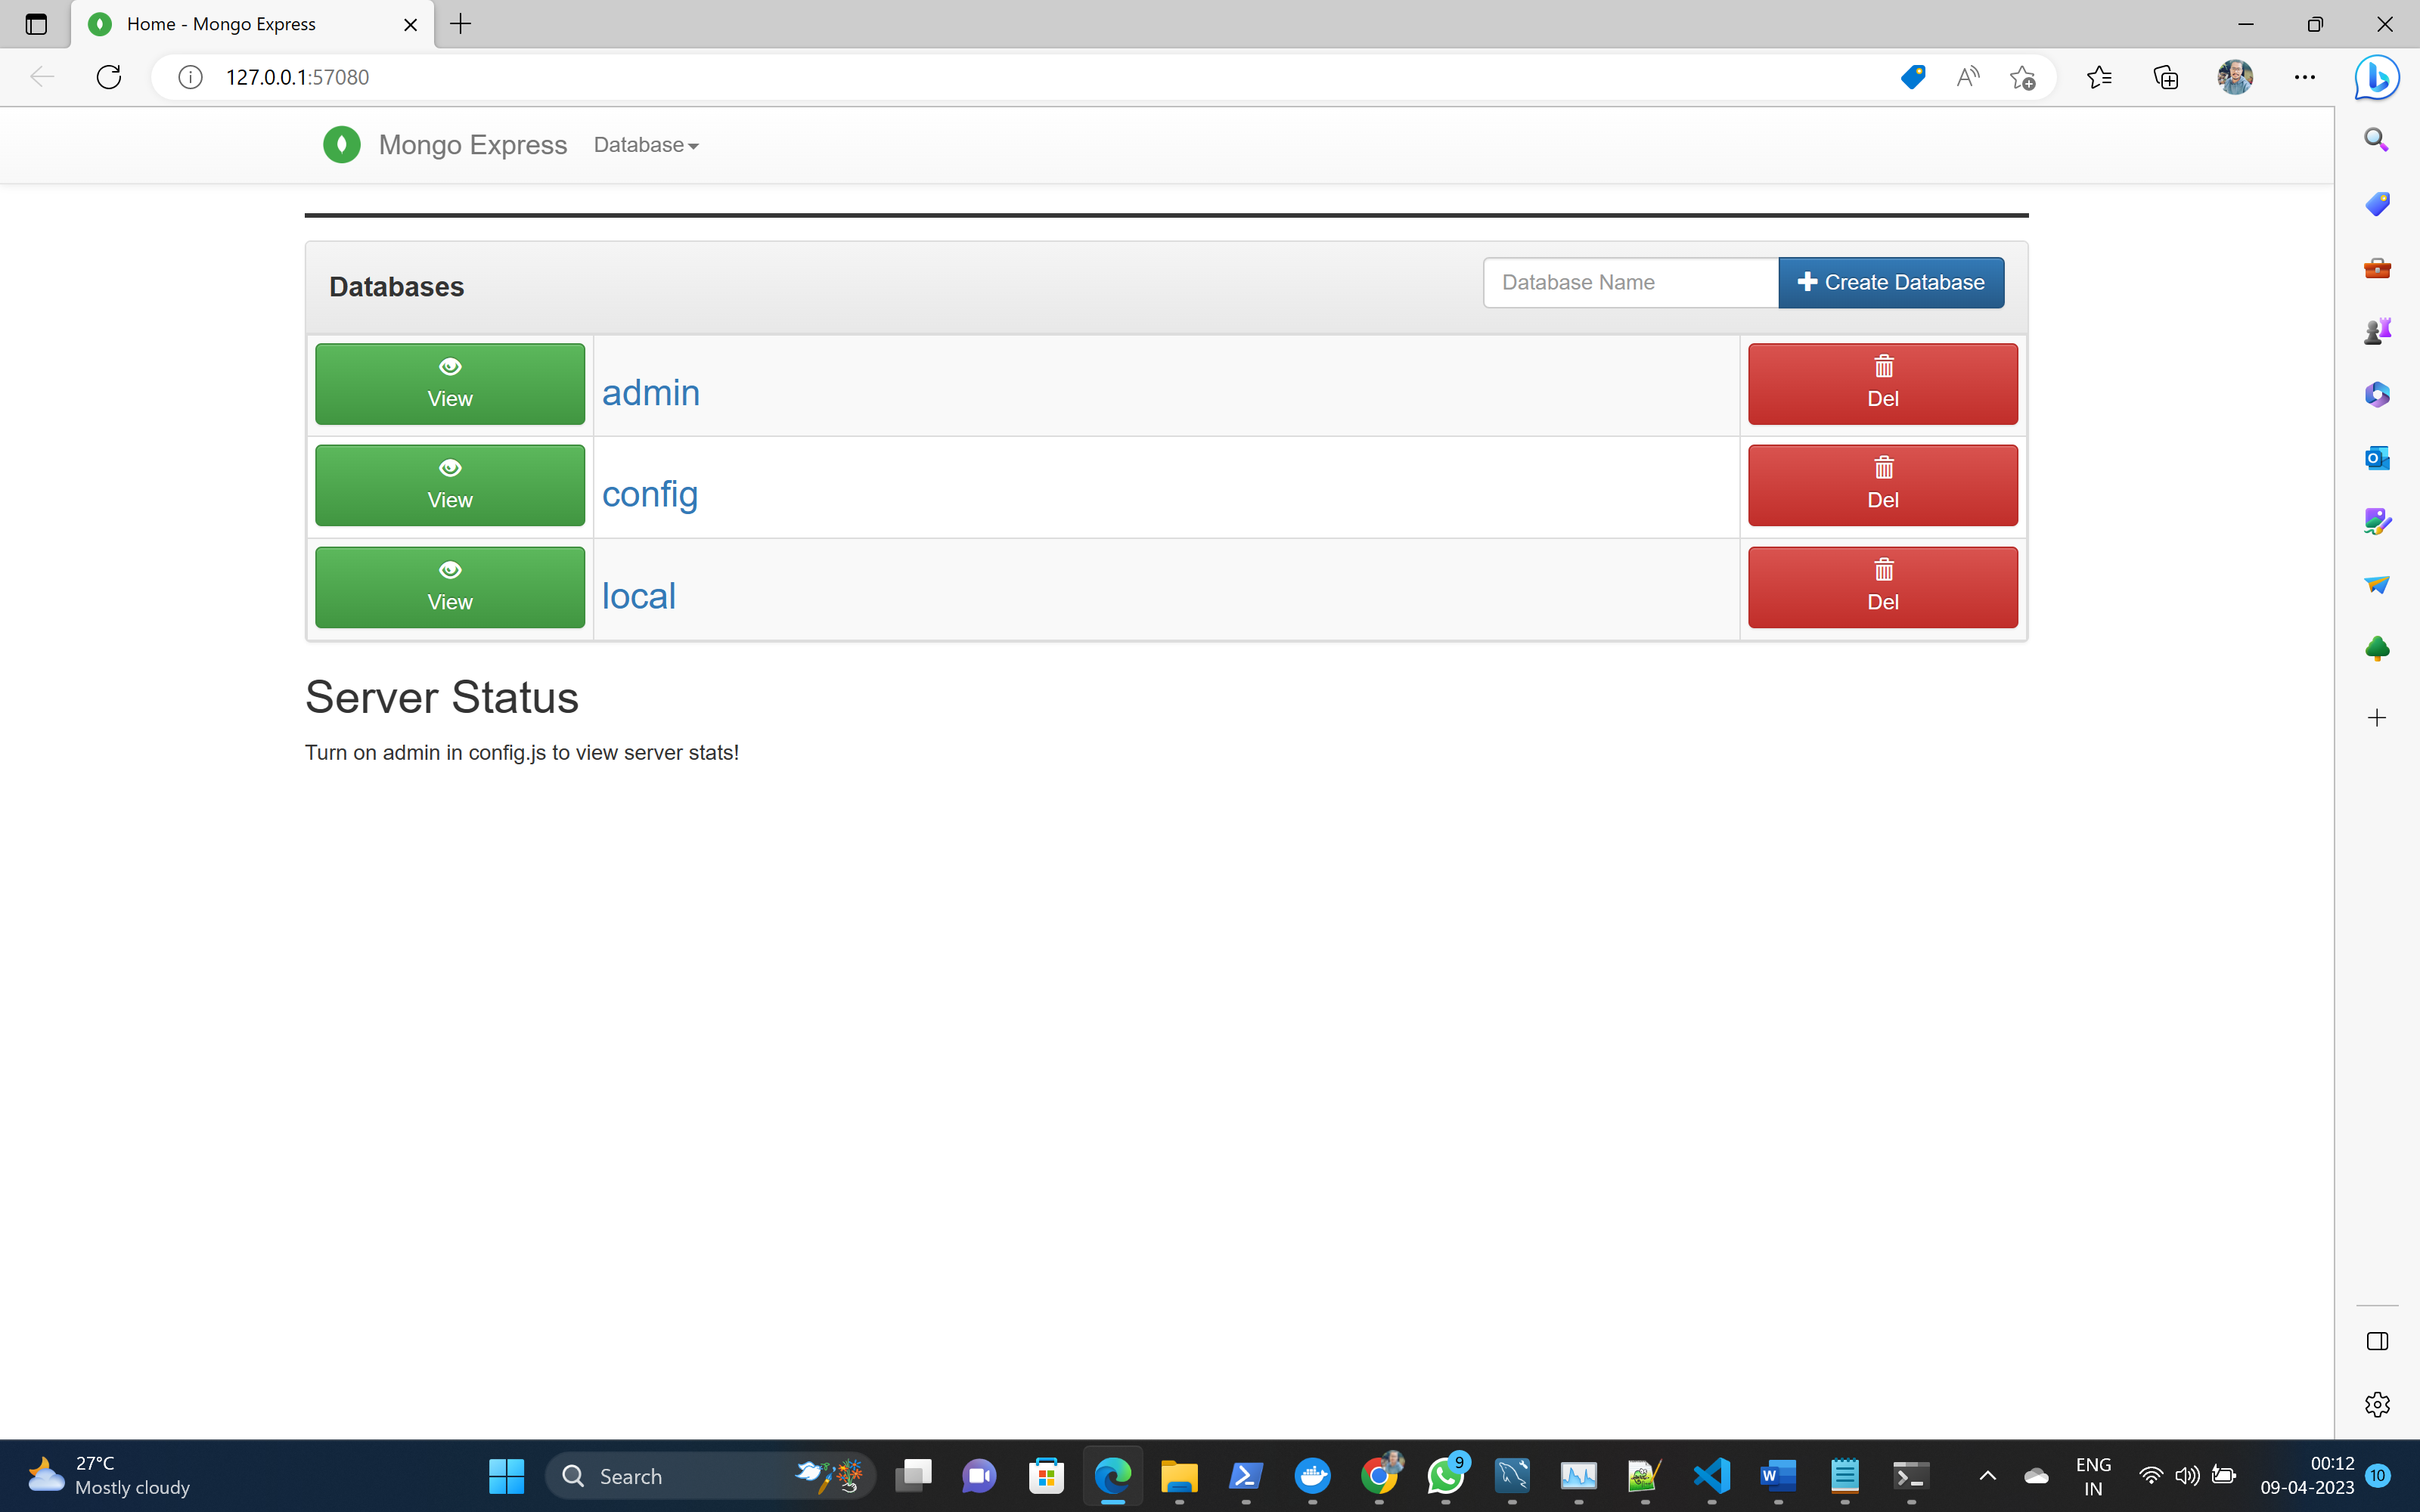 Home - Mongo Express
127.0.0.1:57080
Mongo Express Database
Databases
Database Name
Create Database
View
admin
Del
View
config
Del
View
local
Del
Server Status
Turn on admin in config.js to view server stats!
27°C
Mostly cloudy
Search
9
ENG
IN
00:12
09-04-2023
10